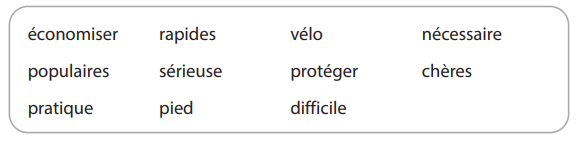 économiser rapides vélo nécessaire
populaires sérieuse protéger chères
pratique pied difficile